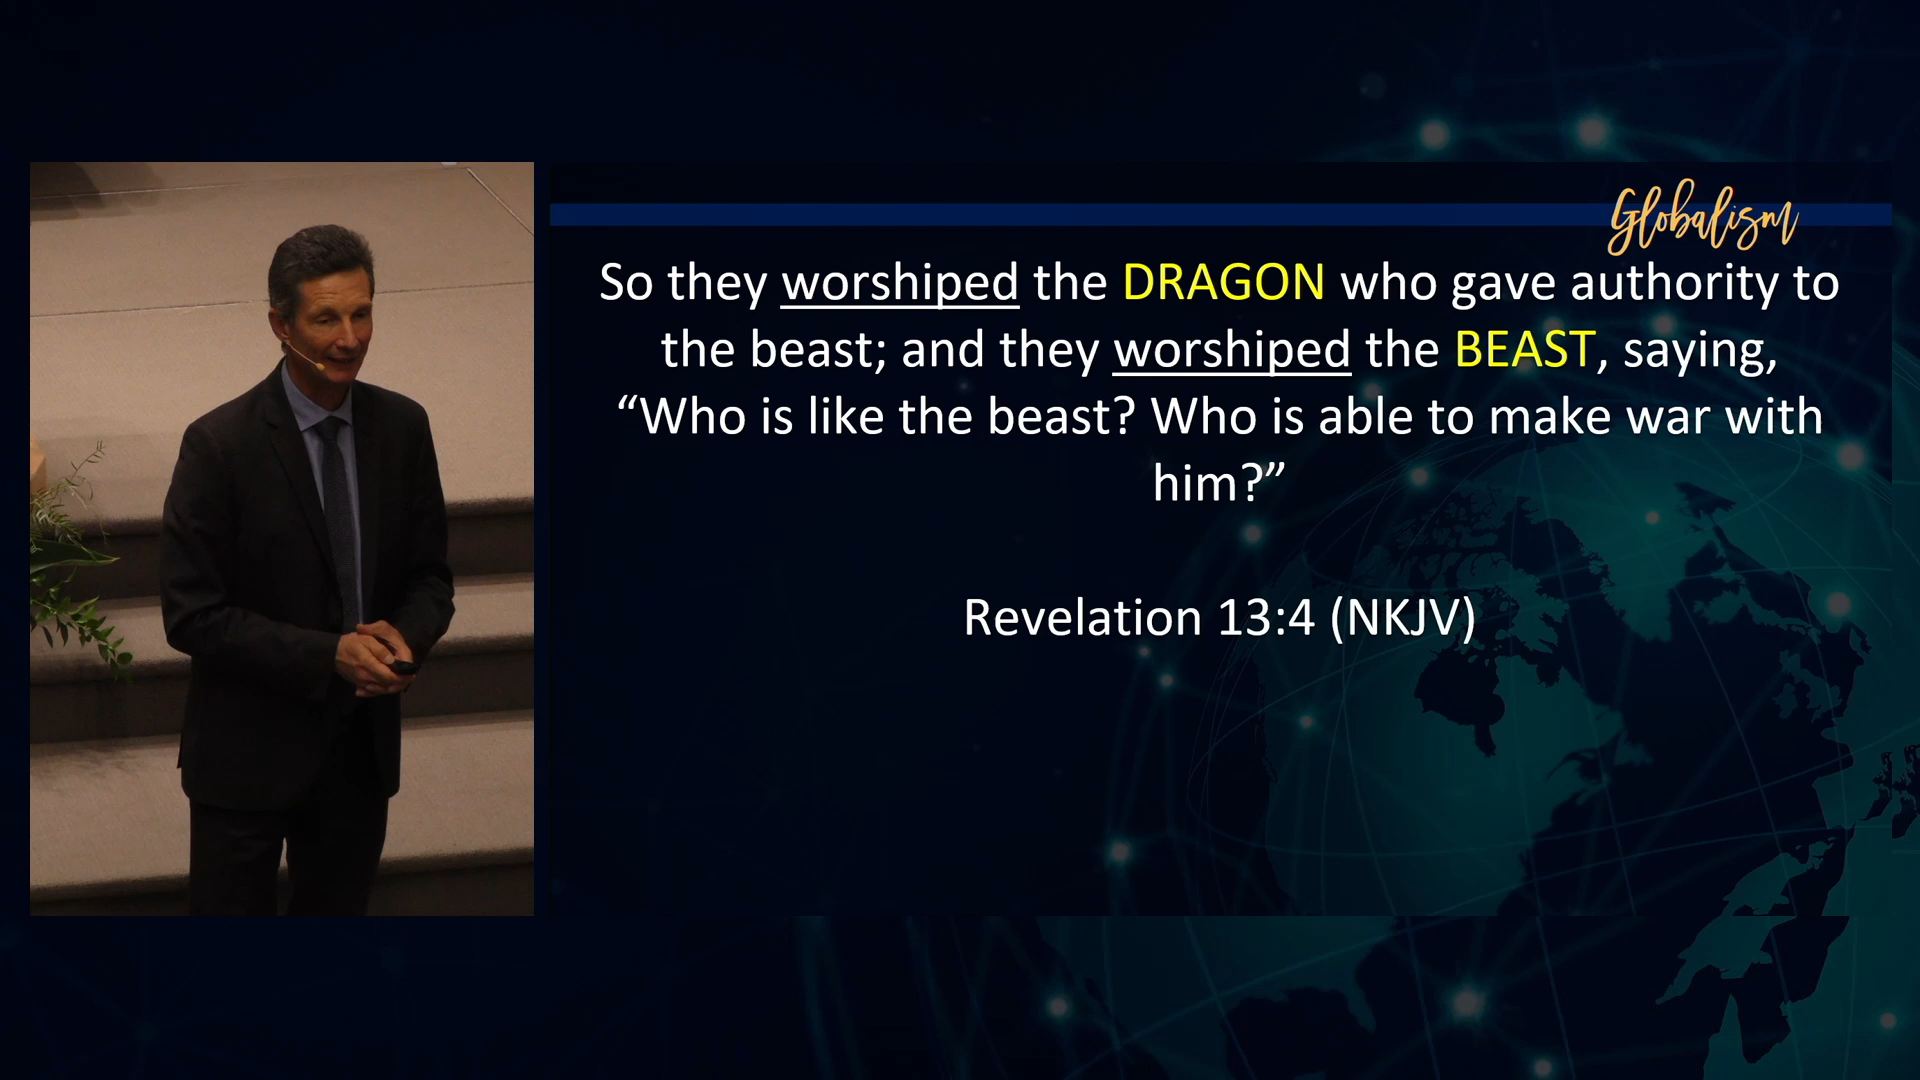 Globalism
So they worshiped the DRAGON who gave authority to
the beast; and they worshiped the BEAST, saying,
“Who is like the beast? Who is able to make war with
him?”
Revelation 13:4 (NKJV)